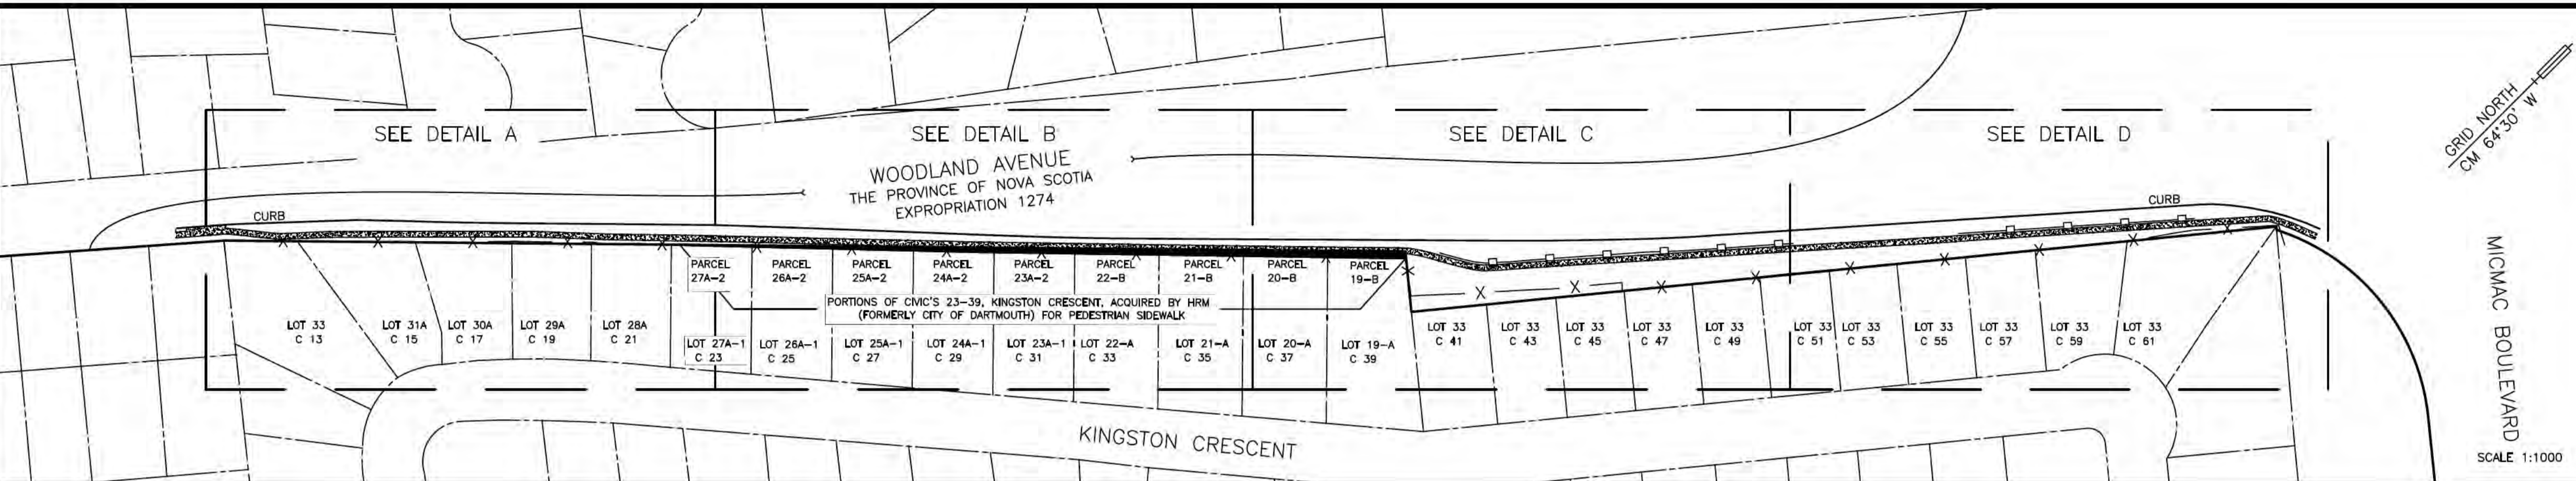 SEE DETAIL A
SEE DETAIL B
SEE DETAIL C
SEE DETAIL D
GRID NORTH
CM 64°30' W
WOODLAND AVENUE
THE PROVINCE OF NOVA SCOTIA
EXPROPRIATION 1274
CURB
CURB
MICMAC BOULEVARD
PARCEL
27A-2
PARCEL
26A-2
PARCEL
25A-2
PARCEL
24A-2
PARCEL
23A-2
PARCEL
22-B
PARCEL
21-B
PARCEL
20-B
PARCEL
19-B
PORTIONS OF CIVIC'S 23-39, KINGSTON CRESCENT, ACQUIRED BY HRM
(FORMERLY CITY OF DARTMOUTH) FOR PEDESTRIAN SIDEWALK
LOT 33
C 13
LOT 31A
C 15
LOT 30A
C 17
LOT 29A
C 19
LOT 28A
C 21
LOT 27A-1
C 23
LOT 26A-1
C 25
LOT 25A-1
C 27
LOT 24A-1
C 29
LOT 23A-1
C 31
LOT 22-A
C 33
LOT 21-A
C 35
LOT 20-A
C 37
LOT 19-A
C 39
LOT 33
C 41
LOT 33
C 43
LOT 33
C 45
LOT 33
C 47
LOT 33
C 49
LOT 33
C 51
LOT 33
C 53
LOT 33
C 55
LOT 33
C 57
LOT 33
C 59
LOT 33
C 61
KINGSTON CRESCENT
SCALE 1:1000